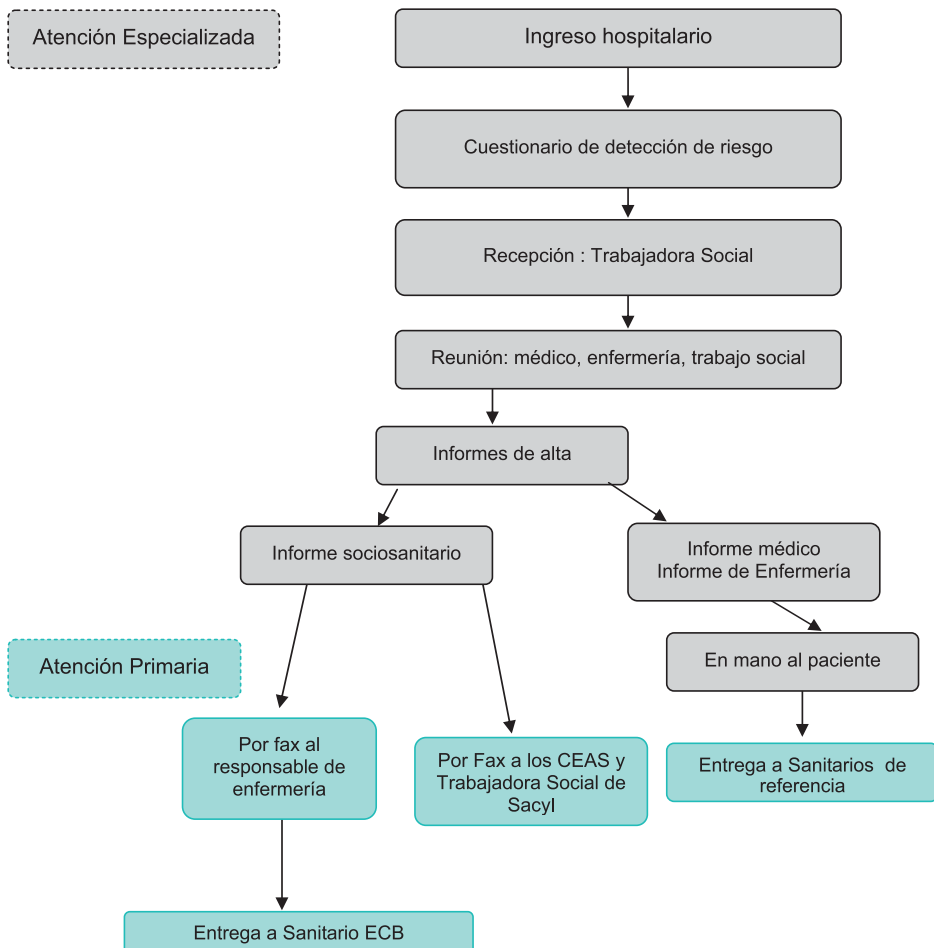 Atención Especializada
Ingreso hospitalario
Cuestionario de detección de riesgo
Recepción : Trabajadora Social
Reunión: médico, enfermería, trabajo social
Informes de alta
Informe sociosanitario
Informe médico
Informe de Enfermería
Atención Primaria
En mano al paciente
Por fax al
responsable de
enfermería
Por Fax a los CEAS y
Trabajadora Social de
Sacyl
Entrega a Sanitarios de
referencia
Entrega a Sanitario ECB